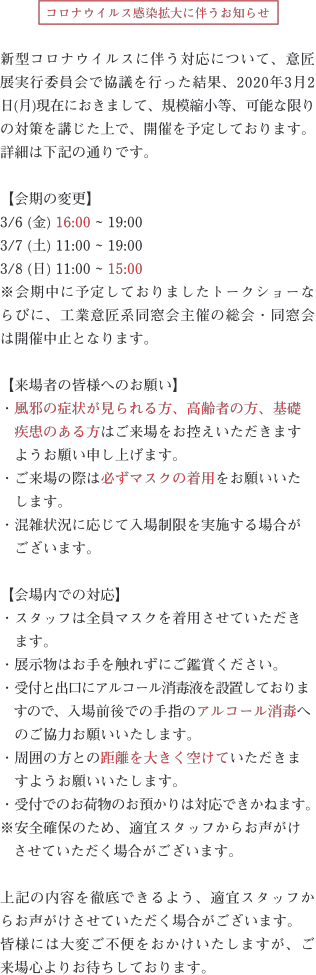 コロナウイルス感染拡大に伴うお知らせ
新型コロナウイルスに伴う対応について、意匠
展実行委員会で協議を行った結果、2020年3月2
日(月)現在におきまして、規模縮小等、可能な限り
の対策を講じた上で、開催を予定しております。
詳細は下記の通りです。
【会期の変更】
3/6 (金) 16:00 ~ 19:00
3/7 (土) 11:00 ~ 19:00
3/8 (日) 11:00 ~ 15:00
※会期中に予定しておりましたトークショーな
らびに、工業意匠系同窓会主催の総会・同窓会
は開催中止となります。
【来場者の皆様へのお願い】
・風邪の症状が見られる方、高齢者の方、基礎
疾患のある方はご来場をお控えいただきます
ようお願い申し上げます。
・ご来場の際は必ずマスクの着用をお願いいた
します。
・混雑状況に応じて入場制限を実施する場合が
ございます。
【会場内での対応】
・スタッフは全員マスクを着用させていただき
ます。
・展示物はお手を触れずにご鑑賞ください。
・受付と出口にアルコール消毒液を設置しておりま
すので、入場前後での手指のアルコール消毒へ
のご協力お願いいたします。
・周囲の方との距離を大きく空けていただきま
すようお願いいたします。
・受付でのお荷物のお預かりは対応できかねます。
※安全確保のため、適宜スタッフからお声がけ
させていただく場合がございます。
上記の内容を徹底できるよう、適宜スタッフか
らお声がけさせていただく場合がございます。
皆様には大変ご不便をおかけいたしますが、ご
来場心よりお待ちしております。